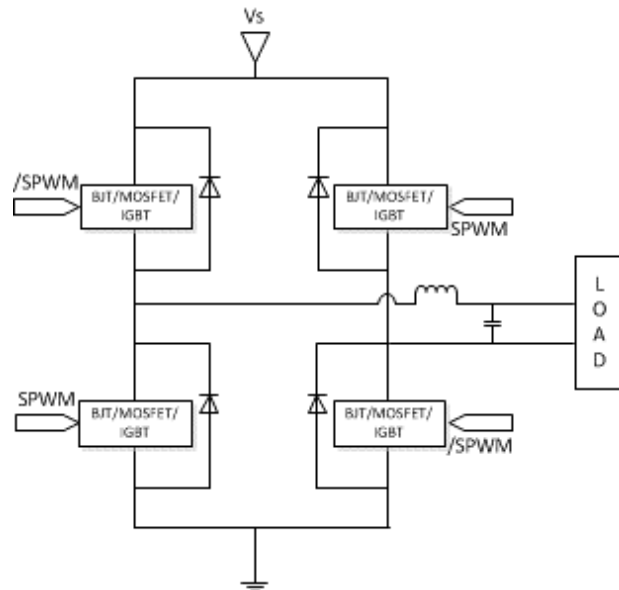 Vs
/SPWM
BJT/MOSFET/
IGBT
BJT/MOSFET/
IGBT
SPWM
L
O
A
D
SPWM
BJT/MOSFET/
IGBT
BJT/MOSFET/
IGBT
/SPWM